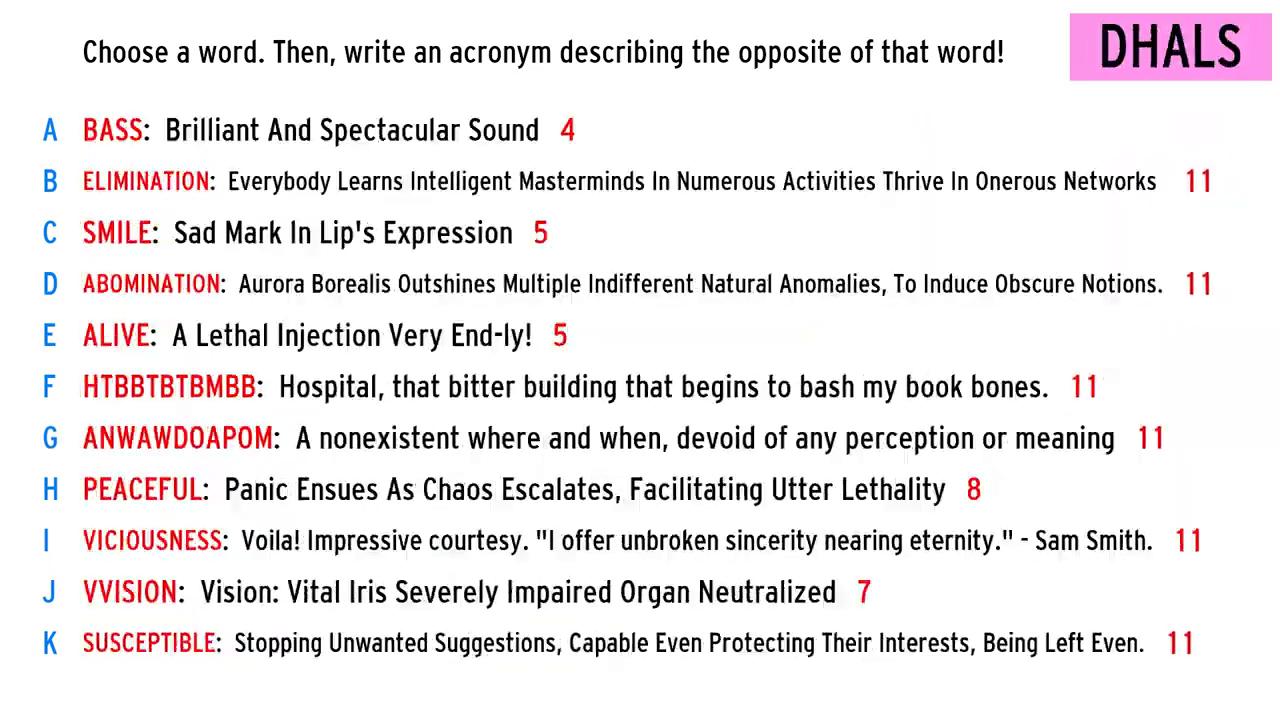 Choose a word. Then, write an acronym describing the opposite of that word!
DHALS
A BASS: Brilliant And Spectacular Sound 4
B ELIMINATION: Everybody Learns Intelligent Masterminds In Numerous Activities Thrive In Onerous Networks 11
C SMILE: Sad Mark In Lip's Expression 5
D ABOMINATION: Aurora Borealis Outshines Multiple Indifferent Natural Anomalies, To Induce Obscure Notions. 11
E ALIVE: A Lethal Injection Very End-ly! 5
F HTBBTBTBMBB: Hospital, that bitter building that begins to bash my book bones. 11
G ANWAWDOAPOM: A nonexistent where and when, devoid of any perception or meaning 11
H PEACEFUL: Panic Ensues As Chaos Escalates, Facilitating Utter Lethality 8
I VICIOUSNESS: Voila! Impressive courtesy. "I offer unbroken sincerity nearing eternity." - Sam Smith. 11
J VVISION: Vision: Vital Iris Severely Impaired Organ Neutralized 7
K SUSCEPTIBLE: Stopping Unwanted Suggestions, Capable Even Protecting Their Interests, Being Left Even. 11